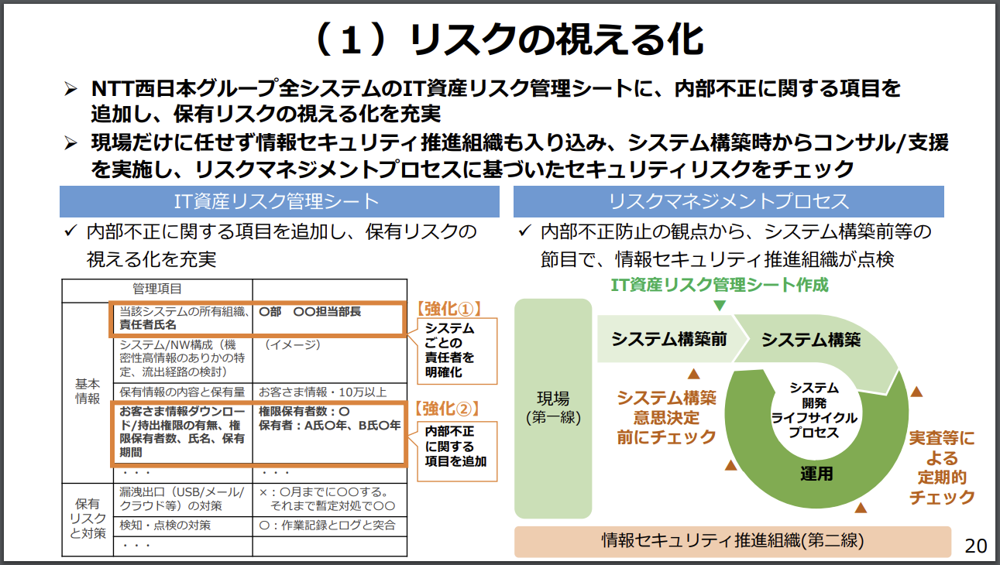 （１）リスクの視える化
➢ NTT西日本グループ全システムのIT資産リスク管理シートに、内部不正に関する項目を
追加し、保有リスクの視える化を充実
➢ 現場だけに任せず情報セキュリティ推進組織も入り込み、システム構築時からコンサル/支援
を実施し、リスクマネジメントプロセスに基づいたセキュリティリスクをチェック
IT資産リスク管理シート
✓ 内部不正に関する項目を追加し、保有リスクの
視える化を充実
管理項目
基本
情報
当該システムの所有組織、
責任者氏名
〇部　〇〇担当部長
システム/NW構成（機
密性高情報のありかの特
定、流出経路の検討）
（イメージ）
保有情報の内容と保有量
お客さま情報・10万以上
お客さま情報ダウンロー
ド/持出権限の有無、権
限保有者数、氏名、保有
期間
権限保有者数：〇
保有者：A氏〇年、B氏〇年
・・・
・・・
保有
リスク
と対策
漏洩出口（USB/メール/
クラウド等）の対策
×：〇月までに〇〇する。
それまで暫定対処で〇〇
検知・点検の対策
〇：作業記録とログと突合
・・・
【強化①】
システム
ごとの
責任者を
明確化
【強化②】
内部不正
に関する
項目を追加
リスクマネジメントプロセス
✓ 内部不正防止の観点から、システム構築前等の
節目で、情報セキュリティ推進組織が点検
IT資産リスク管理シート作成
▼
現場
(第一線)
システム構築前
システム構築
▲
システム構築
意思決定
前にチェック
システム
開発
ライフサイクル
プロセス
運用
▲
▲
▲
実査等に
よる
定期的
チェック
情報セキュリティ推進組織(第二線)
20